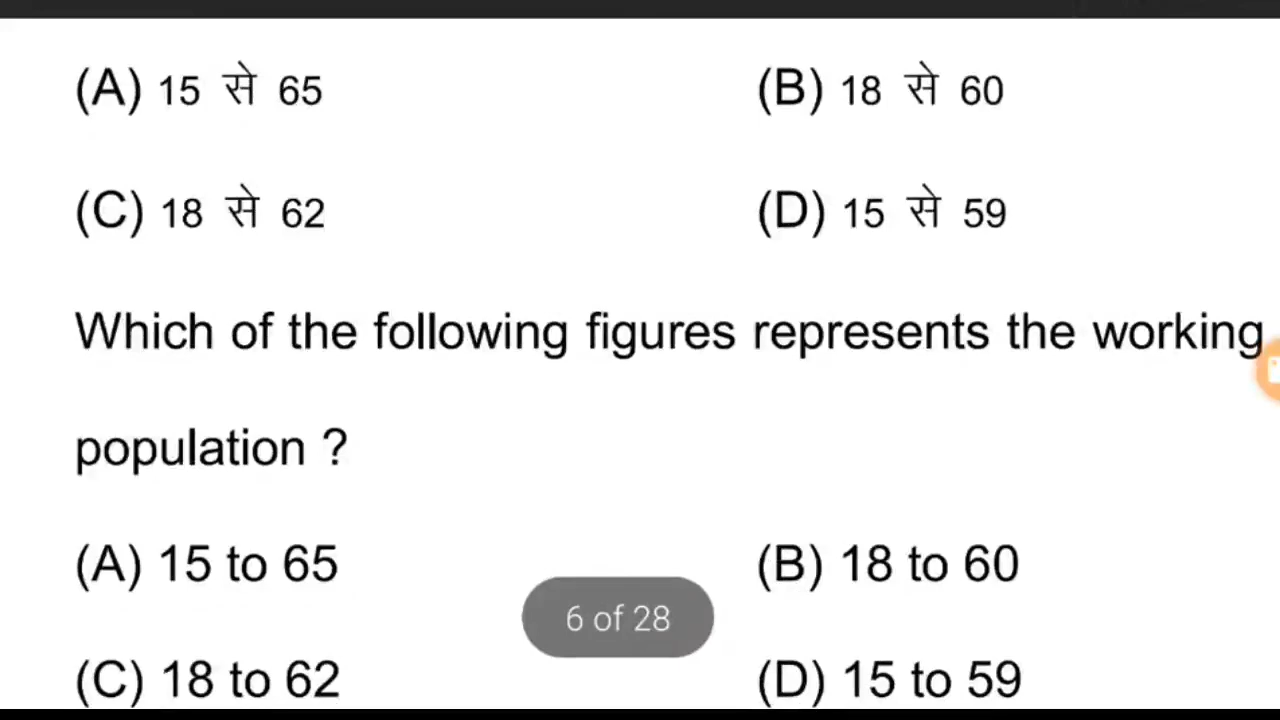 (A) 15 से 65 (B) 18 से 60
(C) 18 से 62 (D) 15 से 59
Which of the following figures represents the working
population ?
(A) 15 to 65 (B) 18 to 60
6 of 28
(C) 18 to 62 (D) 15 to 59